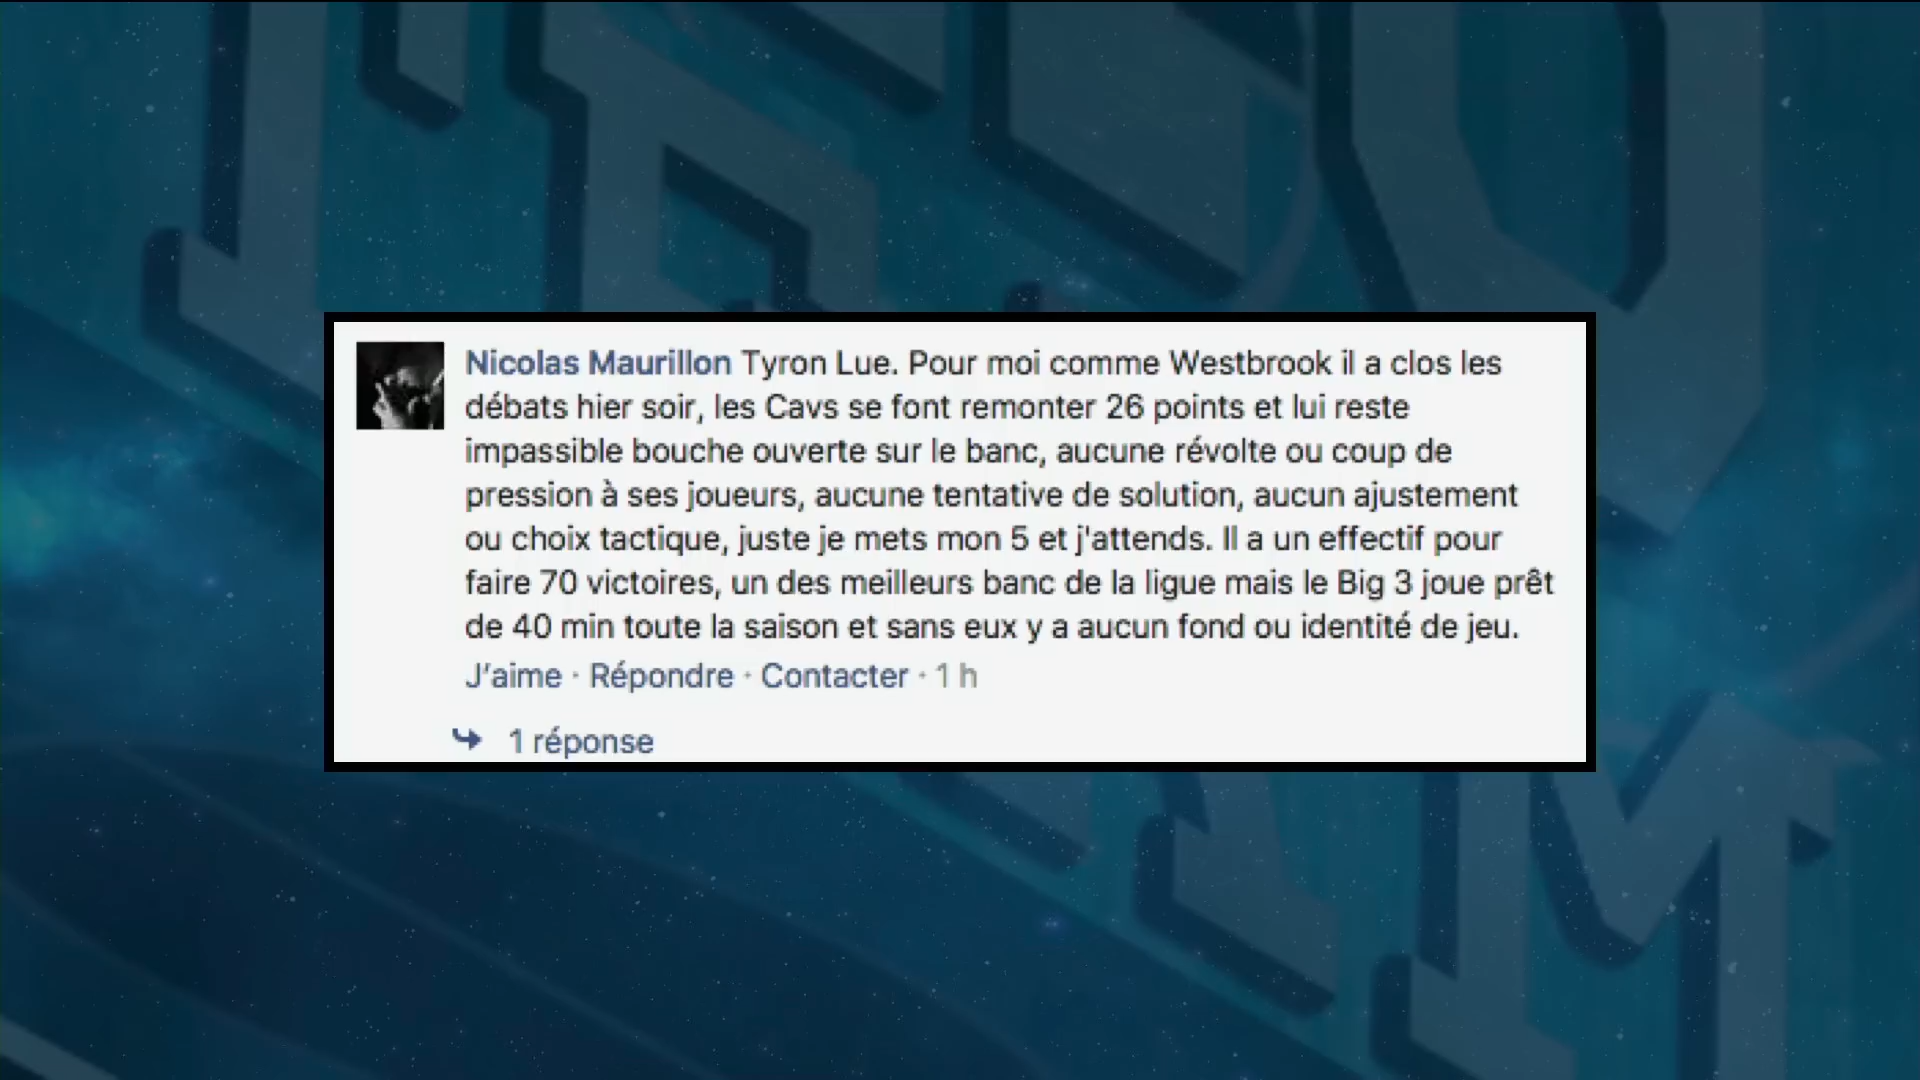 Nicolas Maurillon Tyron Lue. Pour moi comme Westbrook il a clos les
débats hier soir, les Cavs se font remonter 26 points et lui reste
impassible bouche ouverte sur le banc, aucune révolte ou coup de
pression à ses joueurs, aucune tentative de solution, aucun ajustement
ou choix tactique, juste je mets mon 5 et j'attends. Il a un effectif pour
faire 70 victoires, un des meilleurs banc de la ligue mais le Big 3 joue prêt
de 40 min toute la saison et sans eux y a aucun fond ou identité de jeu.
J'aime · Répondre · Contacter · 1 h
1 réponse